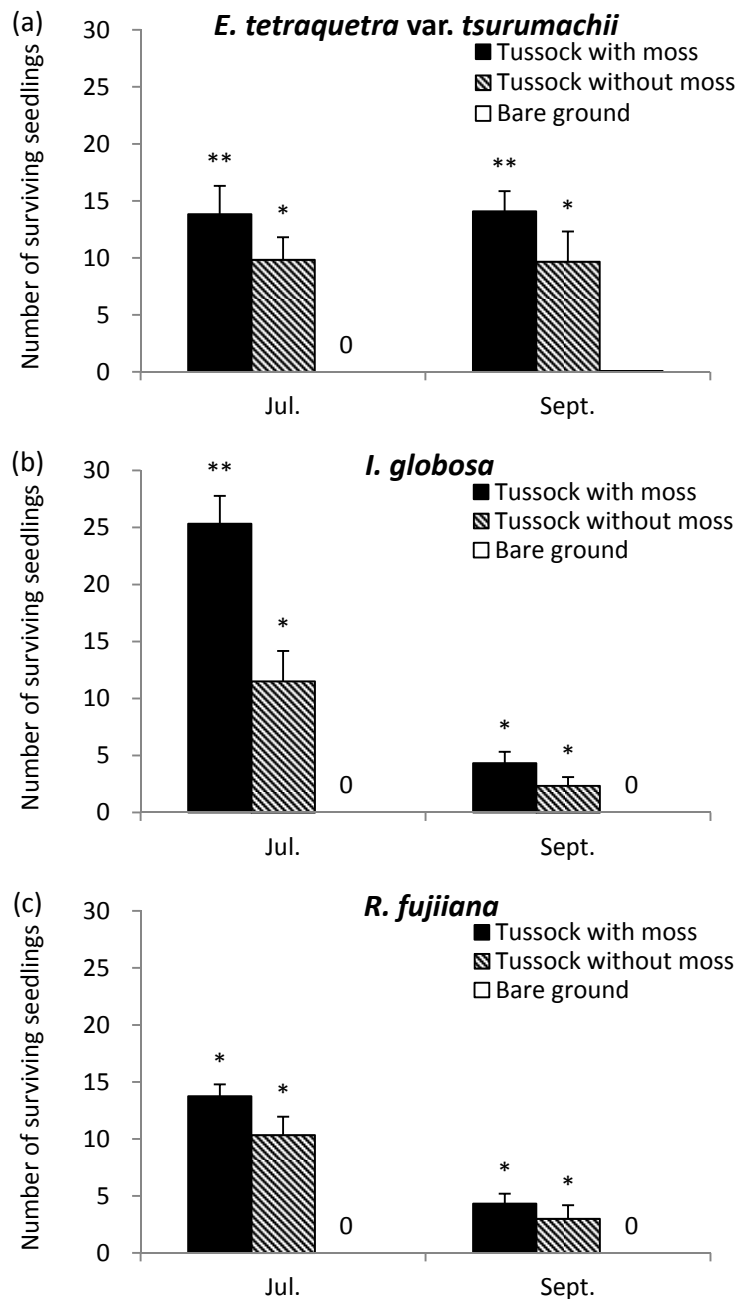 (a)
E. tetraquetra var. tsurumachii
Tussock with moss
Tussock without moss
Bare ground
Number of surviving seedlings
30
25
20
15
10
5
0
** * 0
** *
Jul. Sept.
(b)
I. globosa
Tussock with moss
Tussock without moss
Bare ground
Number of surviving seedlings
30
25
20
15
10
5
0
** * 0
* * 0
Jul. Sept.
(c)
R. fujiiana
Tussock with moss
Tussock without moss
Bare ground
Number of surviving seedlings
30
25
20
15
10
5
0
* * 0
* * 0
Jul. Sept.